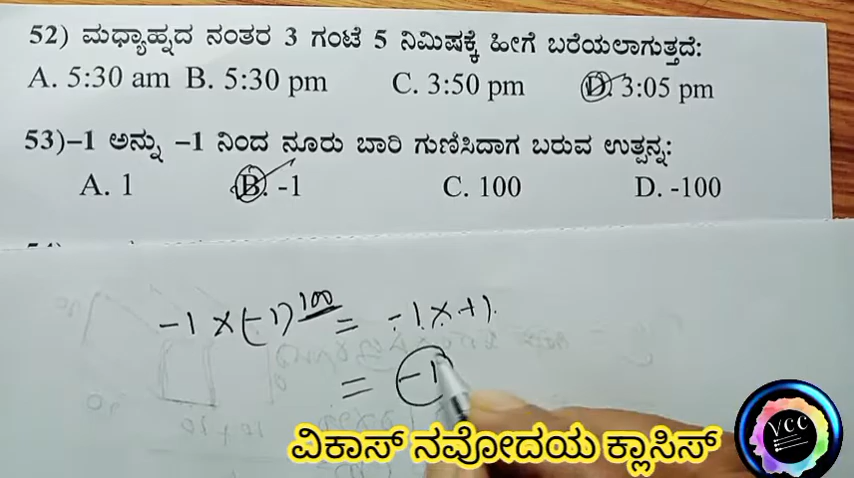 52) ಮಧ್ಯಾಹ್ನದ ನಂತರ 3 ಗಂಟೆ 5 ನಿಮಿಷಕ್ಕೆ ಹೀಗೆ ಬರೆಯಲಾಗುತ್ತದೆ:
A. 5:30 am B. 5:30 pm C. 3:50 pm D. 3:05 pm
53)–1 ಅನ್ನು –1 ನಿಂದ ನೂರು ಬಾರಿ ಗುಣಿಸಿದಾಗ ಬರುವ ಉತ್ಪನ್ನ:
A. 1 B. -1 C. 100 D. -100
-1 × (-1)^100 = -1 × +1
= -1
ವಿಕಾಸ್ ನವೋದಯ ಕ್ಲಾಸಿಸ್
VCC